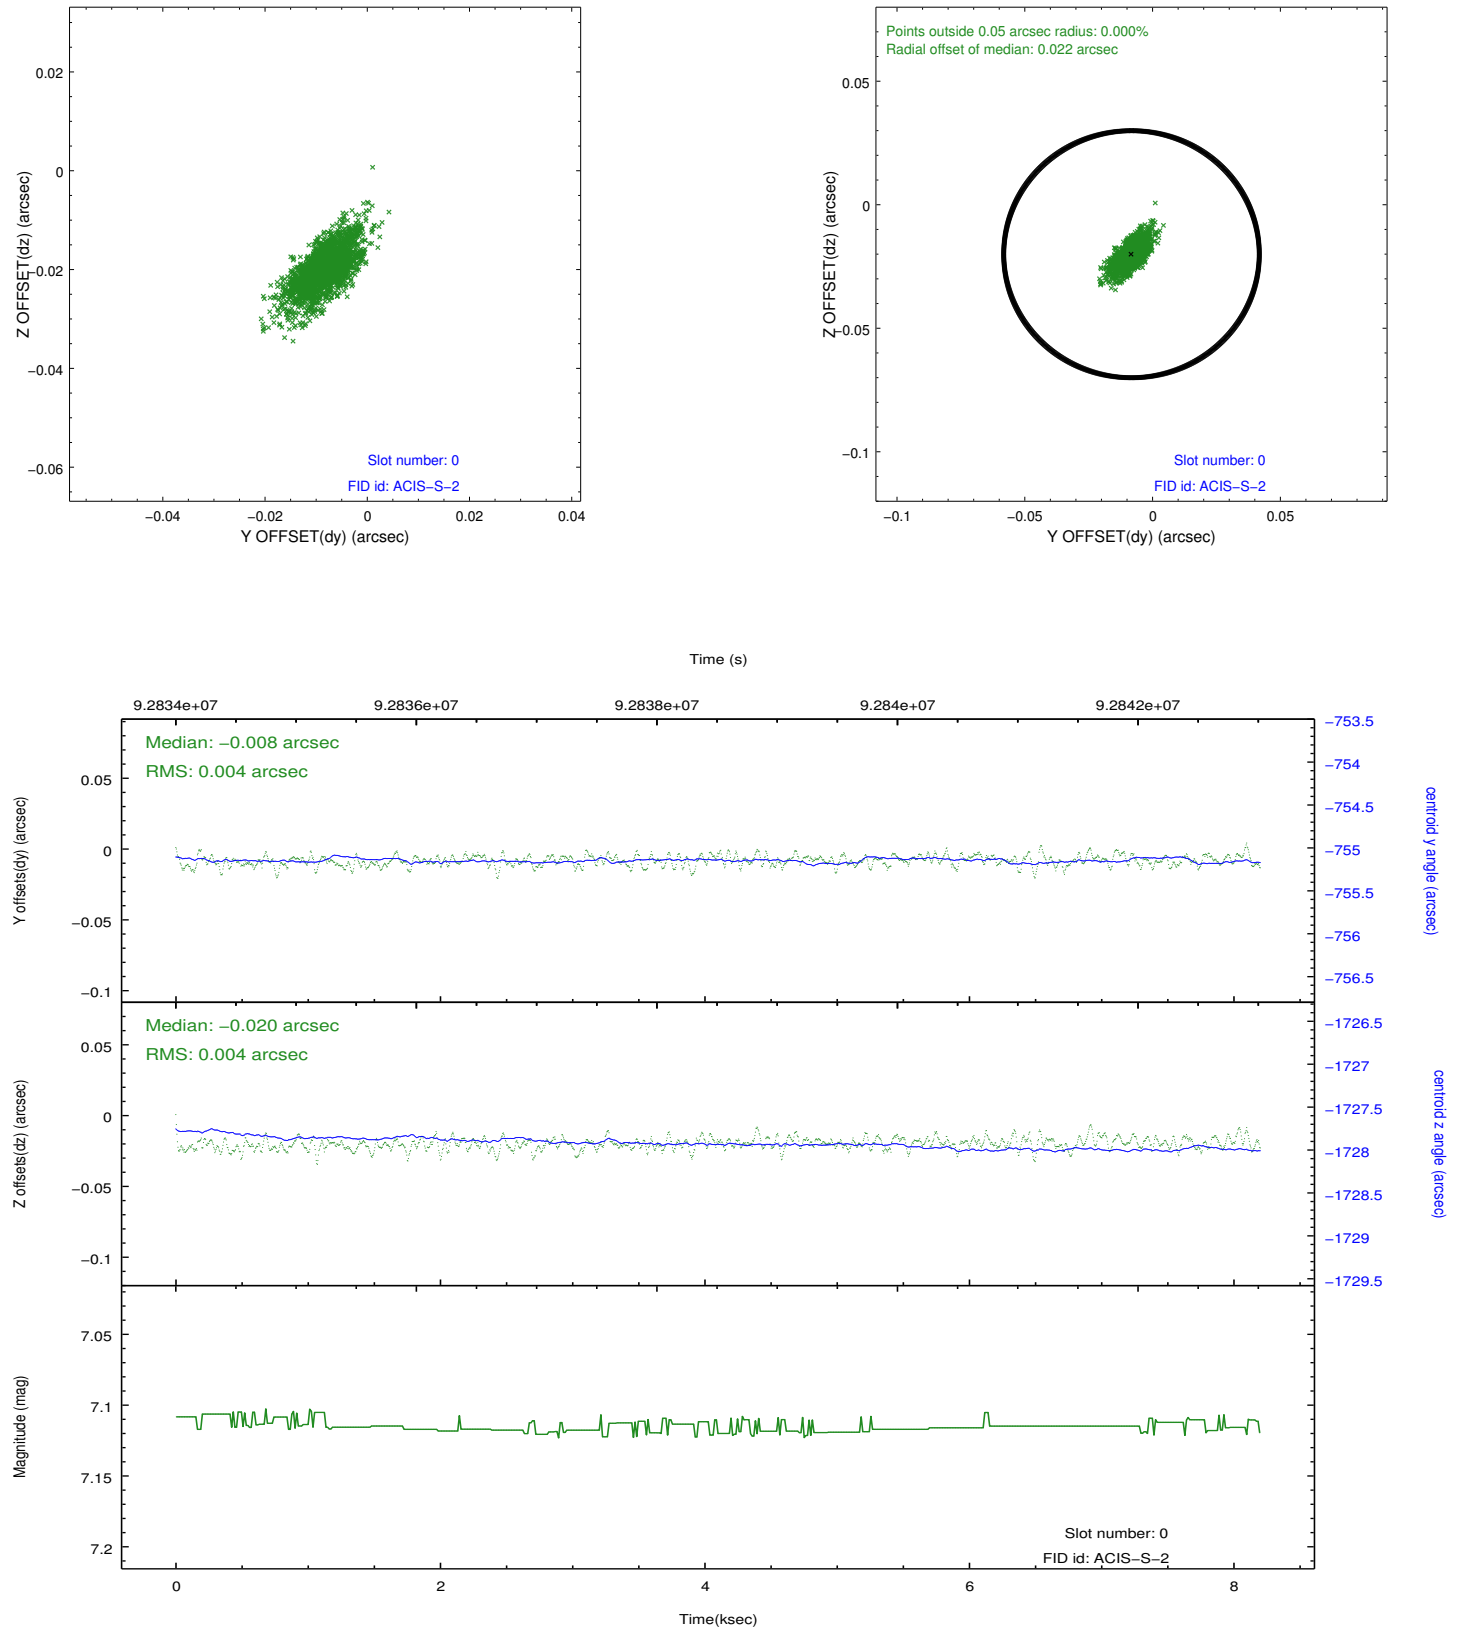 0.02
0
−0.02
−0.04
−0.06
Z OFFSET(dz) (arcsec)
Slot number: 0
FID id: ACIS−S−2
−0.04
−0.02
0
0.02
0.04
Y OFFSET(dy) (arcsec)
Points outside 0.05 arcsec radius: 0.000%
Radial offset of median: 0.022 arcsec
0.05
0
−0.05
−0.1
Z OFFSET(dz) (arcsec)
Slot number: 0
FID id: ACIS−S−2
−0.1
−0.05
0
0.05
Y OFFSET(dy) (arcsec)
Time (s)
9.2834e+07
9.2836e+07
9.2838e+07
9.284e+07
9.2842e+07
Median: −0.008 arcsec
RMS: 0.004 arcsec
0.05
0
−0.05
−0.1
Y offsets(dy) (arcsec)
−753.5
−754
−754.5
−755
−755.5
−756
−756.5
centroid y angle (arcsec)
Median: −0.020 arcsec
RMS: 0.004 arcsec
0.05
0
−0.05
−0.1
Z offsets(dz) (arcsec)
−1726.5
−1727
−1727.5
−1728
−1728.5
−1729
−1729.5
centroid z angle (arcsec)
7.05
7.1
7.15
7.2
Magnitude (mag)
Slot number: 0
FID id: ACIS−S−2
0
2
4
6
8
Time(ksec)